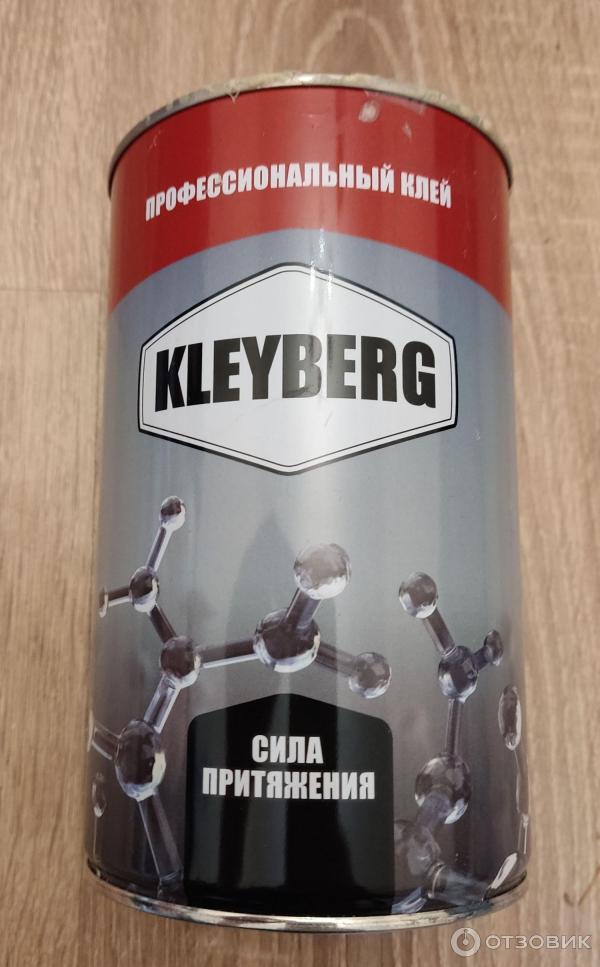 ПРОФЕССИОНАЛЬНЫЙ КЛЕЙ
KLEYBERG
СИЛА
ПРИТЯЖЕНИЯ
ОТЗОВИК